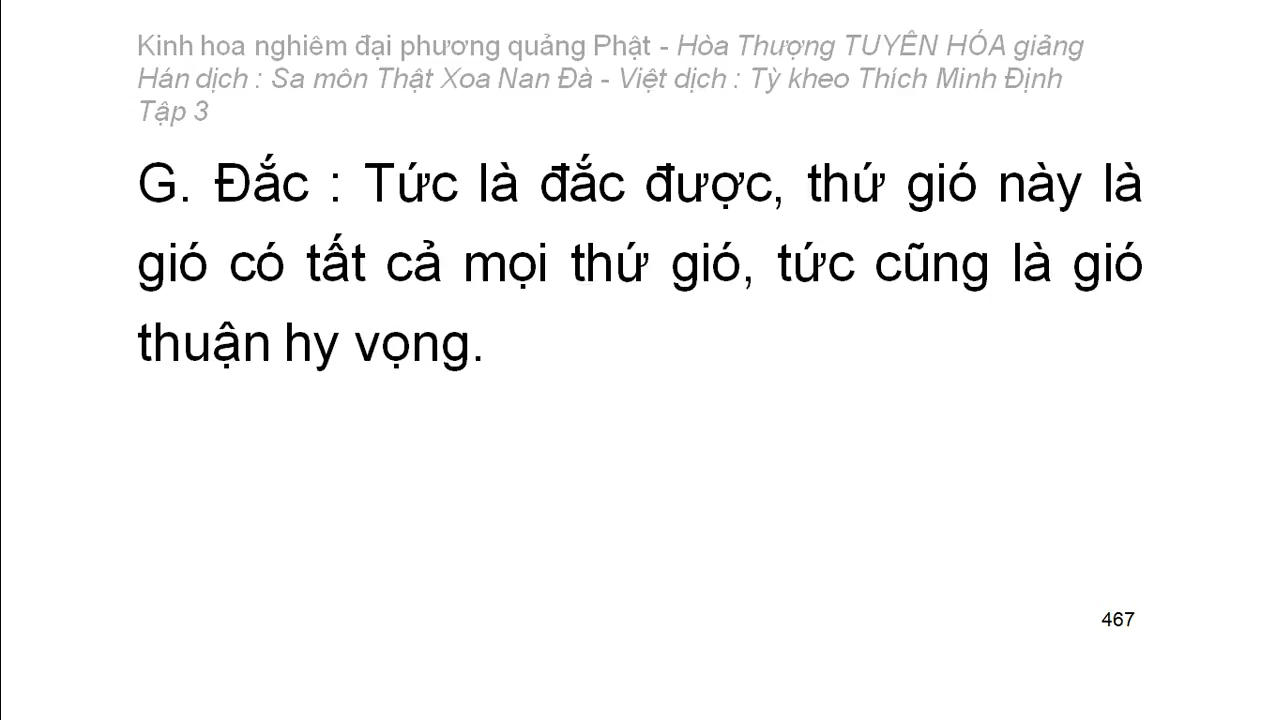 Kinh hoa nghiêm đại phương quảng Phật - Hòa Thượng TUYÊN HÓA giảng
Hán dịch : Sa môn Thật Xoa Nan Đà - Việt dịch : Tỳ kheo Thích Minh Định
Tập 3
G. Đắc : Tức là đắc được, thứ gió này là
gió có tất cả mọi thứ gió, tức cũng là gió
thuận hy vọng.
467